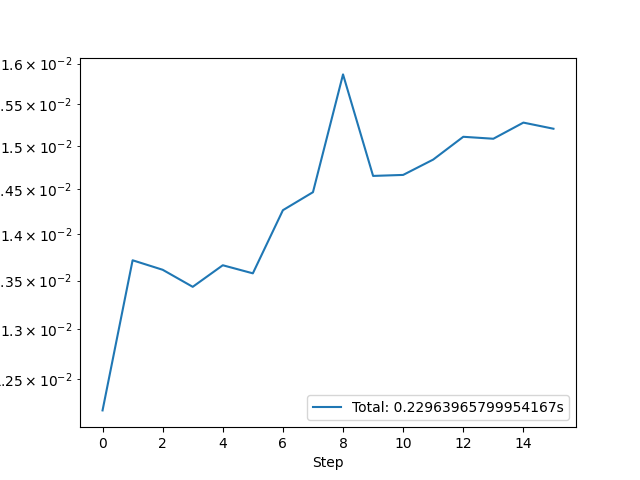 1.6 × 10⁻²
.55 × 10⁻²
1.5 × 10⁻²
.45 × 10⁻²
1.4 × 10⁻²
.35 × 10⁻²
1.3 × 10⁻²
.25 × 10⁻²
Total: 0.22963965799954167s
0 2 4 6 8 10 12 14
Step